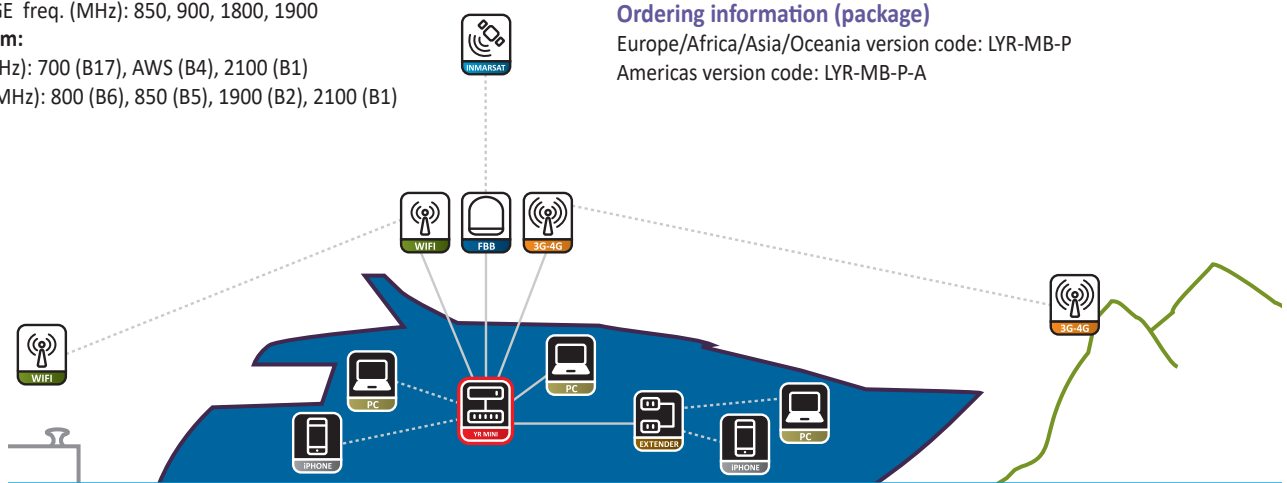 GE freq. (MHz): 850, 900, 1800, 1900
m:
Hz): 700 (B17), AWS (B4), 2100 (B1)
MHz): 800 (B6), 850 (B5), 1900 (B2), 2100 (B1)
Ordering information (package)
Europe/Africa/Asia/Oceania version code: LYR-MB-P
Americas version code: LYR-MB-P-A
INMARSAT
WIFI
FBB
3G-4G
3G-4G
WIFI
PC
PC
YR MINI
PC
EXTENDER
iPHONE
iPHONE